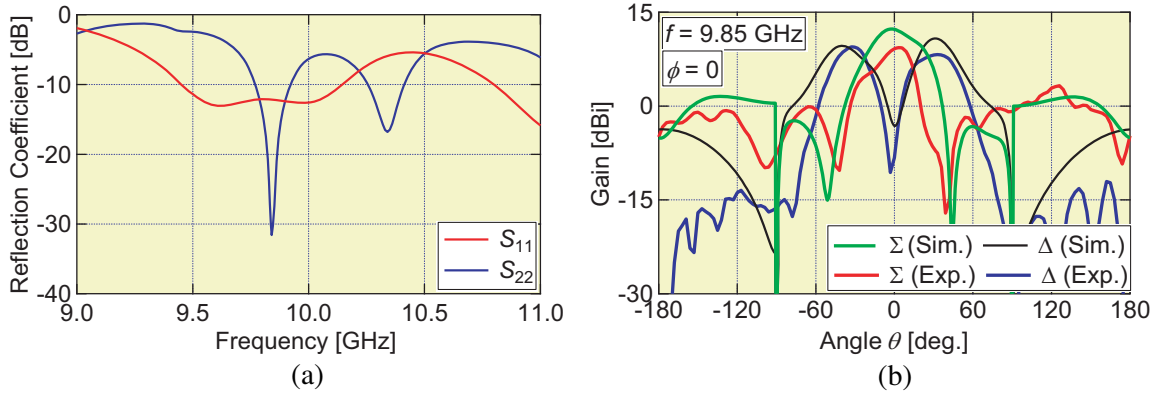 0
-10
-20
-30
-40
Reflection Coefficient [dB]
S11
S22
9.0 9.5 10.0 10.5 11.0
Frequency [GHz]
(a)
f = 9.85 GHz
ϕ = 0
15
0
-15
-30
Gain [dBi]
Σ (Sim.) Δ (Sim.)
Σ (Exp.) Δ (Exp.)
-180 -120 -60 0 60 120 180
Angle θ [deg.]
(b)